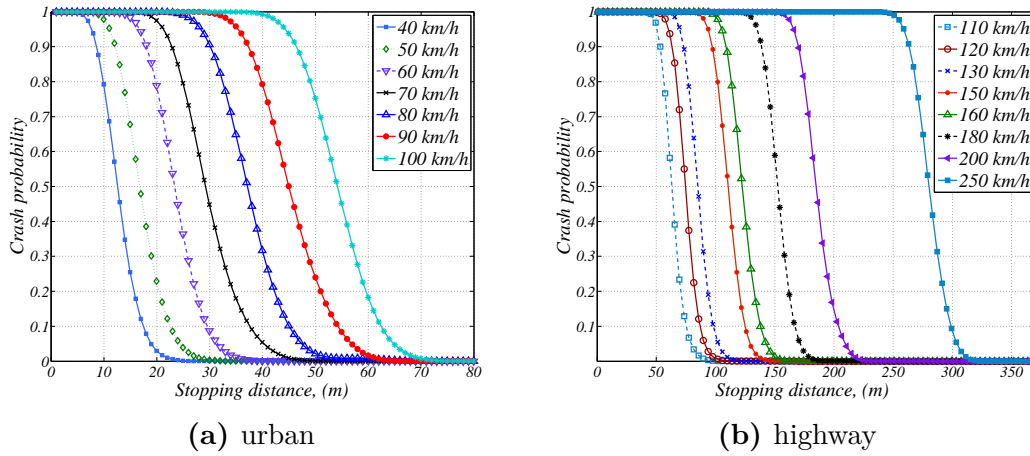 1
0.9
0.8
0.7
0.6
0.5
0.4
0.3
0.2
0.1
0
Crash probability
0 10 20 30 40 50 60 70 80
Stopping distance, (m)
40 km/h
50 km/h
60 km/h
70 km/h
80 km/h
90 km/h
100 km/h
(a) urban
1
0.9
0.8
0.7
0.6
0.5
0.4
0.3
0.2
0.1
0
Crash probability
0 50 100 150 200 250 300 350
Stopping distance, (m)
110 km/h
120 km/h
130 km/h
150 km/h
160 km/h
180 km/h
200 km/h
250 km/h
(b) highway